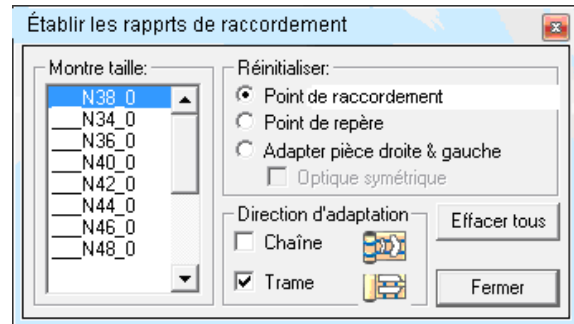 Établir les rapprts de raccordement
Montre taille:
___N38_0
___N34_0
___N36_0
___N40_0
___N42_0
___N44_0
___N46_0
___N48_0
Réinitialiser:
Point de raccordement
Point de repère
Adapter pièce droite & gauche
Optique symétrique
Direction d'adaptation
Chaîne
Trame
Effacer tous
Fermer